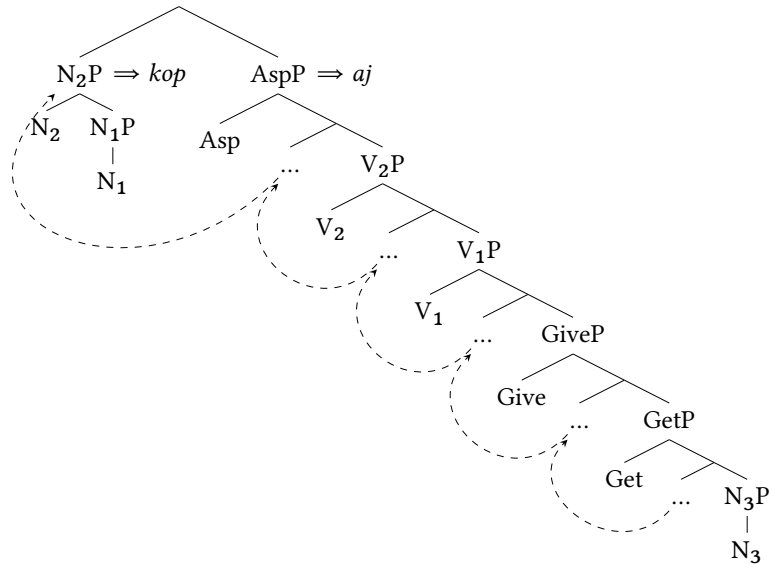 N₂P ⇒ kop AspP ⇒ aj
N₂ N₁P Asp
... V₂P
N₁
V₂
... V₁P
V₁
... GiveP
Give
... GetP
Get
... N₃P
N₃